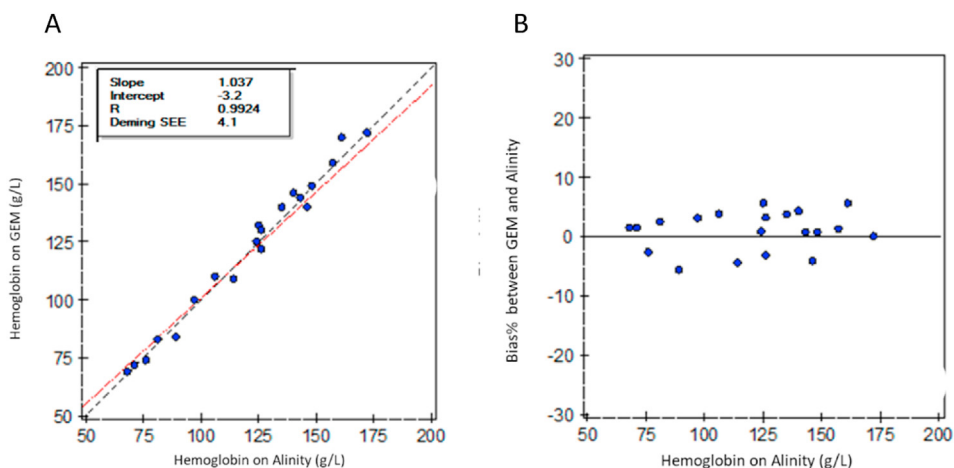 A
Hemoglobin on GEM (g/L)
200
175
150
125
100
75
50
Slope 1.037
Intercept -3.2
R 0.9924
Deming SEE 4.1
50 75 100 125 150 175 200
Hemoglobin on Alinity (g/L)
B
Bias% between GEM and Alinity
30
20
10
0
-10
-20
-30
50 75 100 125 150 175 200
Hemoglobin on Alinity (g/L)